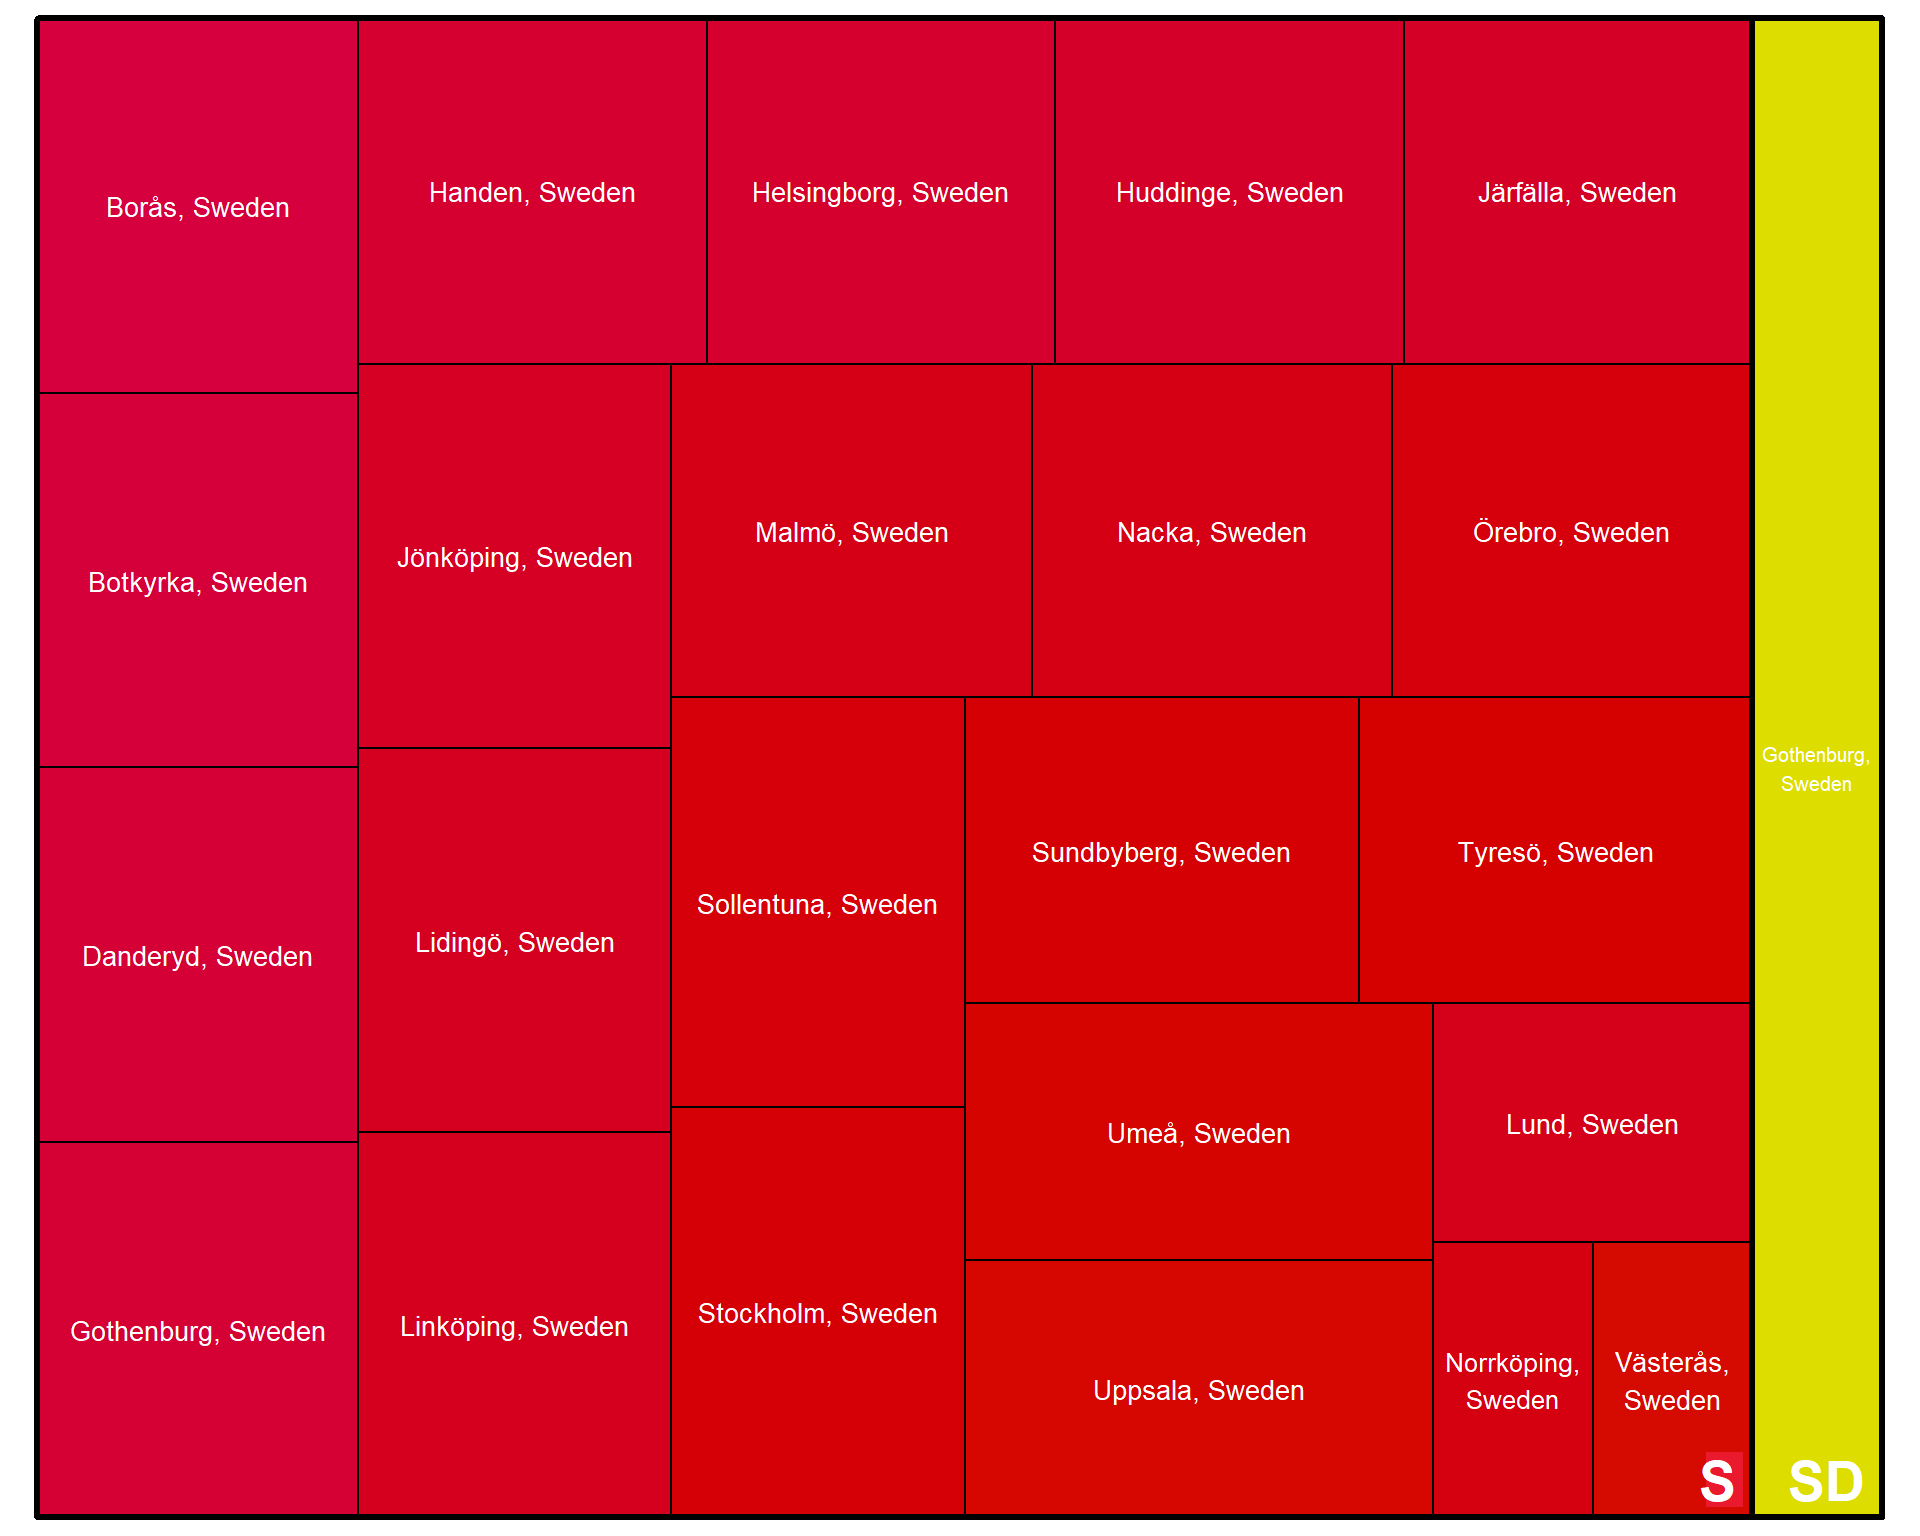 Borås, Sweden
Handen, Sweden
Helsingborg, Sweden
Huddinge, Sweden
Järfälla, Sweden
Botkyrka, Sweden
Jönköping, Sweden
Malmö, Sweden
Nacka, Sweden
Örebro, Sweden
Danderyd, Sweden
Lidingö, Sweden
Sollentuna, Sweden
Sundbyberg, Sweden
Tyresö, Sweden
Gothenburg, Sweden
Linköping, Sweden
Stockholm, Sweden
Umeå, Sweden
Lund, Sweden
Uppsala, Sweden
Norrköping,
Sweden
Västerås,
Sweden
S
Gothenburg,
Sweden
SD